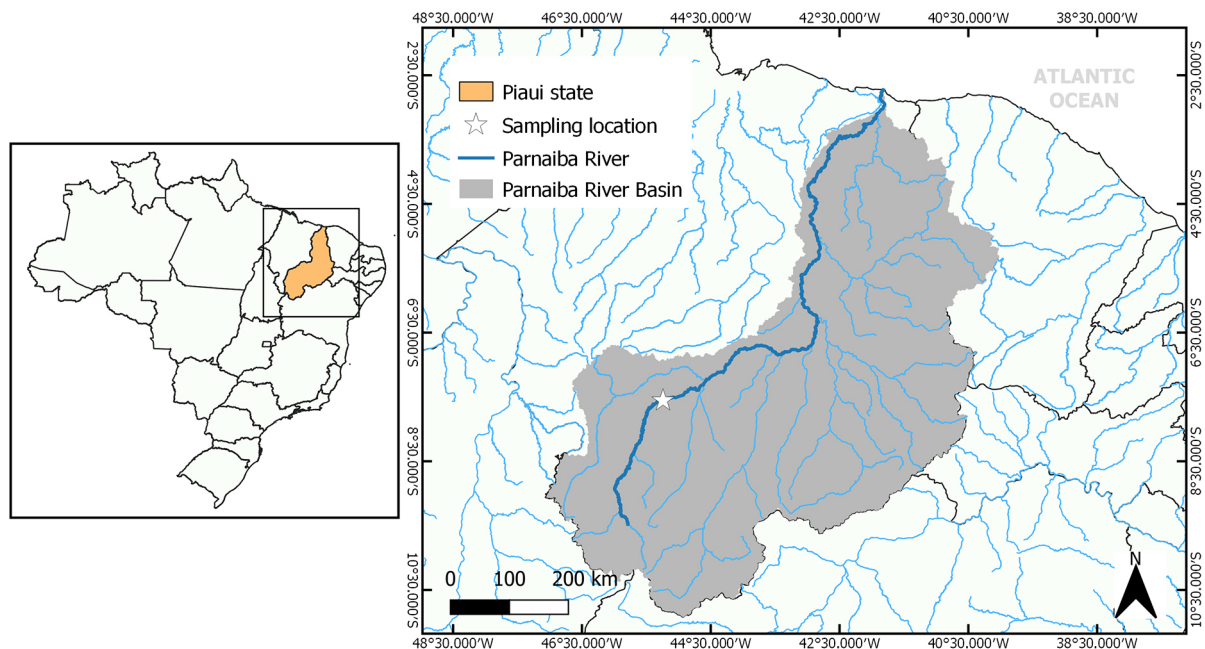 48°30.000'W 46°30.000'W 44°30.000'W 42°30.000'W 40°30.000'W 38°30.000'W
2°30.000'S
4°30.000'S
6°30.000'S
8°30.000'S
10°30.000'S
Piaui state
Sampling location
Parnaiba River
Parnaiba River Basin
ATLANTIC
OCEAN
2°30.000'S
4°30.000'S
6°30.000'S
8°30.000'S
10°30.000'S
0 100 200 km
N
48°30.000'W 46°30.000'W 44°30.000'W 42°30.000'W 40°30.000'W 38°30.000'W